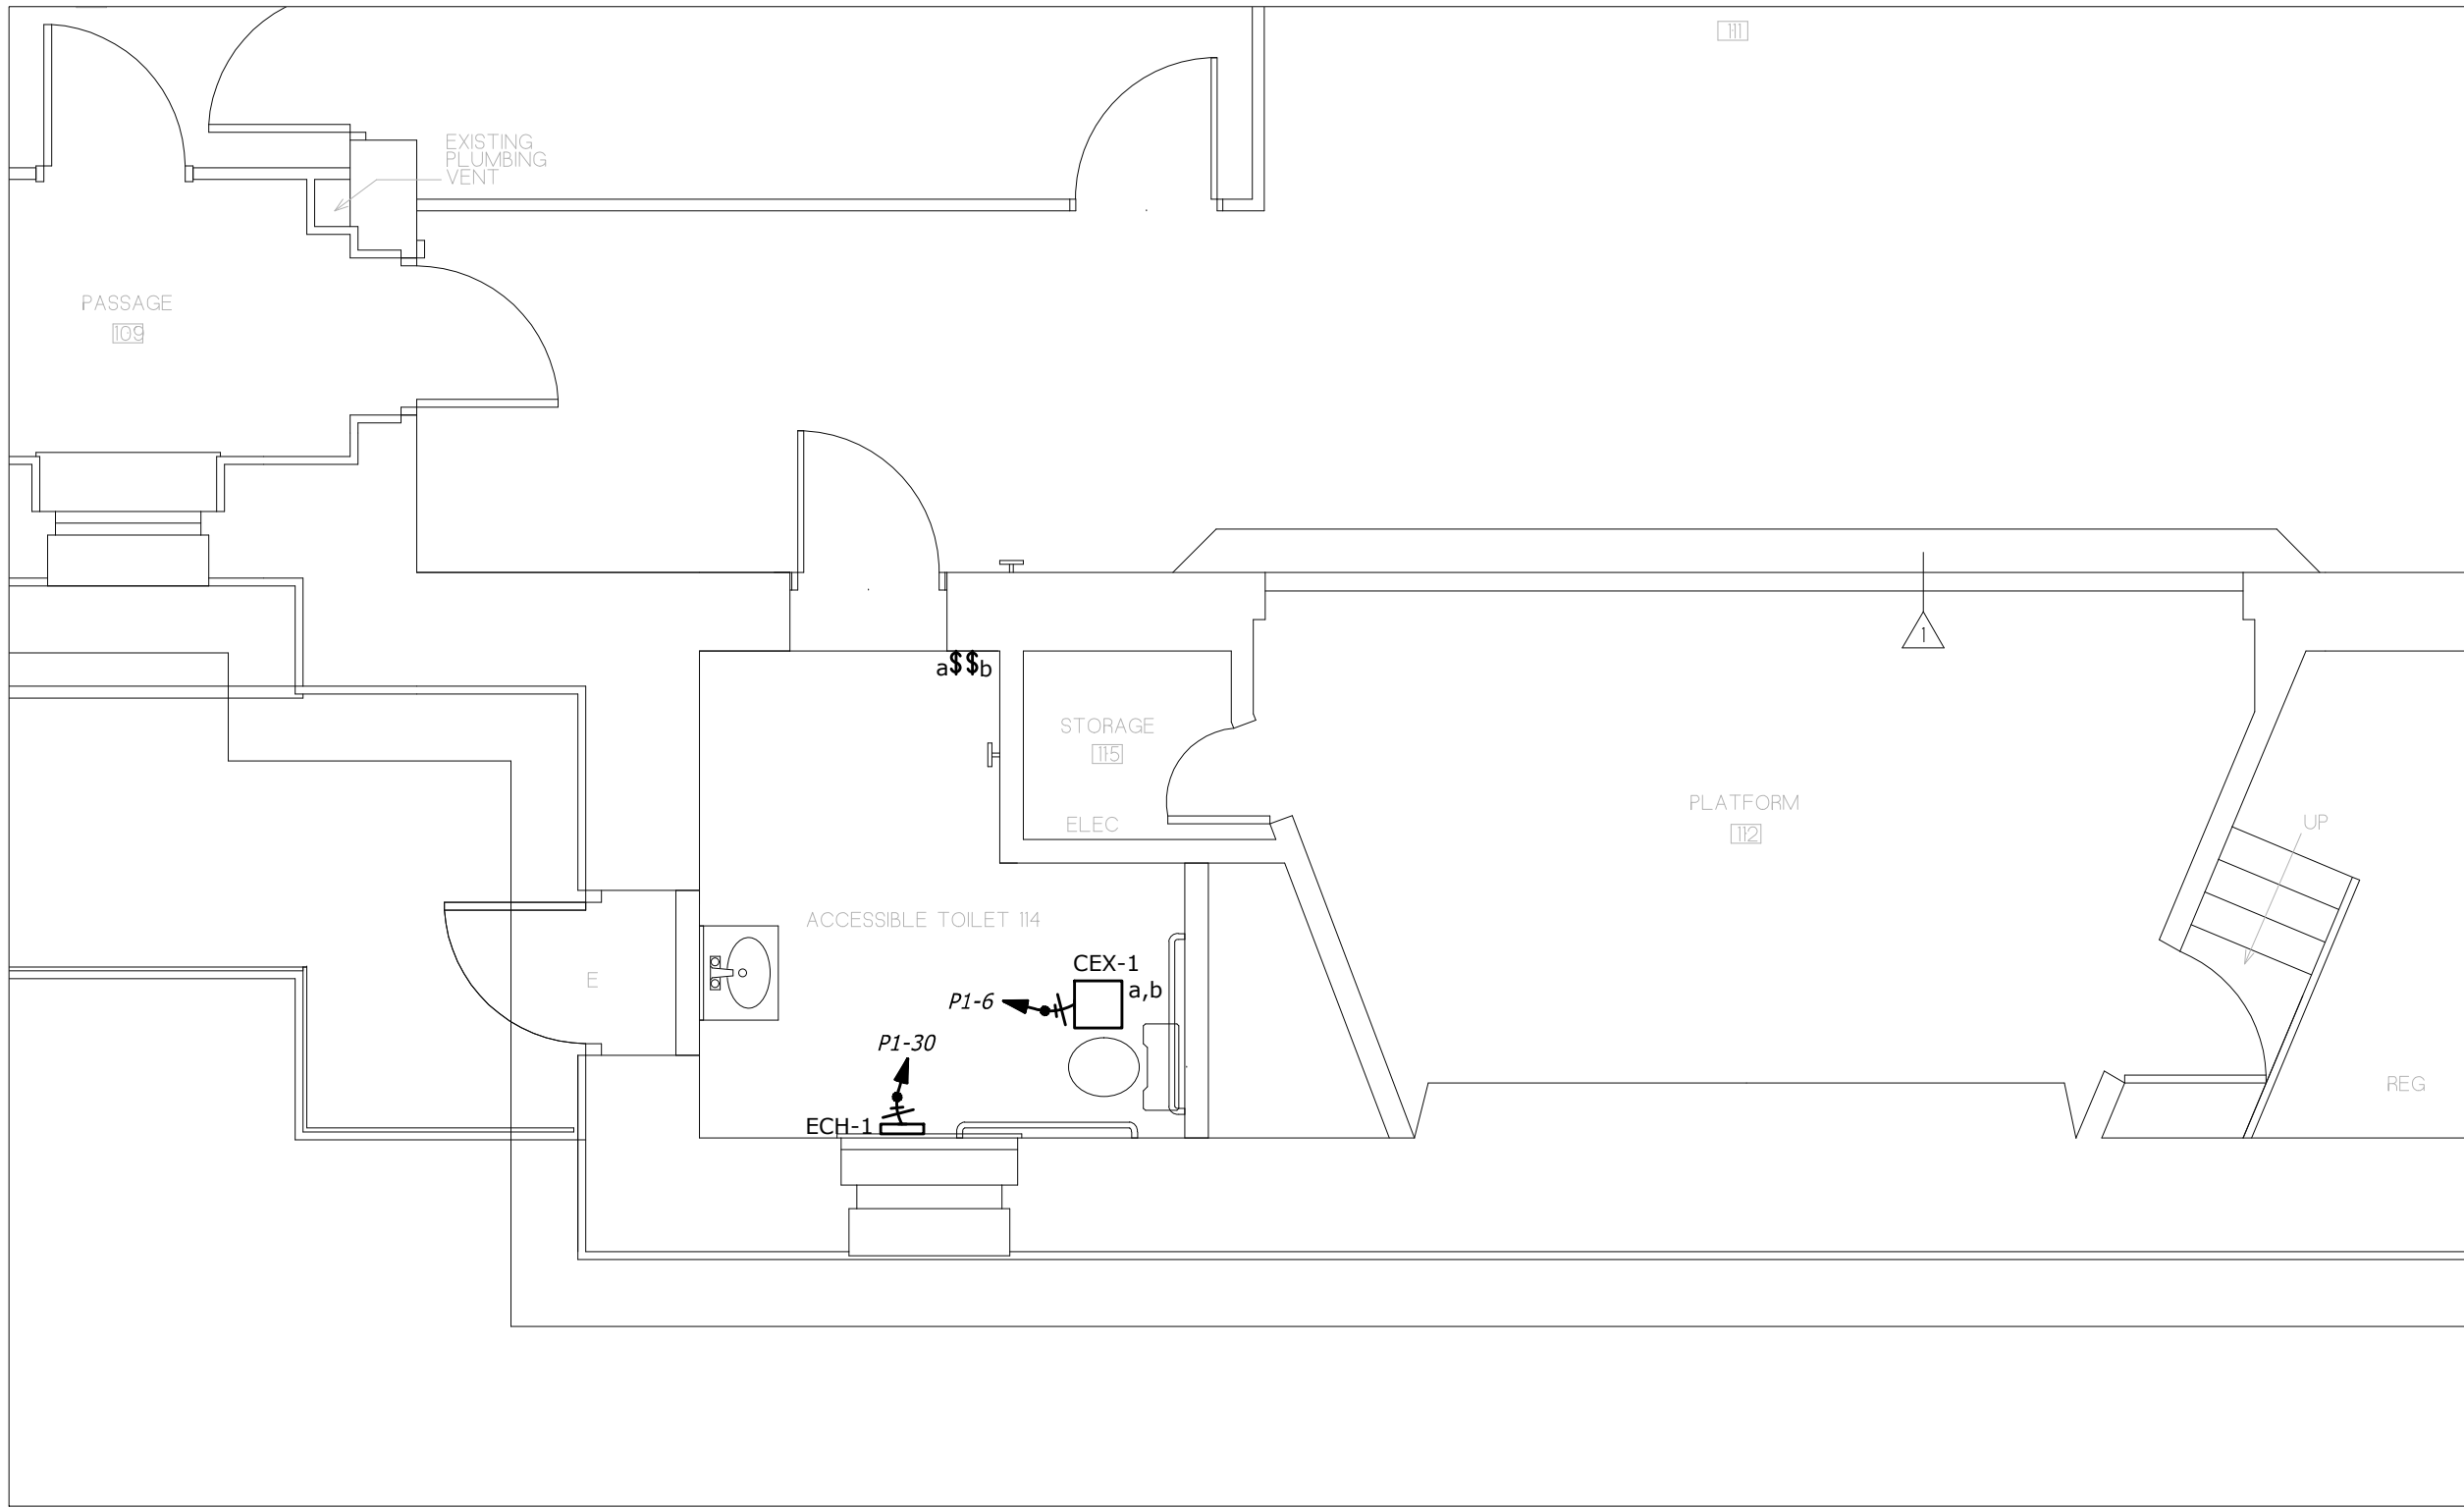 111
EXISTING
PLUMBING
VENT
PASSAGE
109
1
a$$b
STORAGE
115
ELEC
PLATFORM
112
UP
ACCESSIBLE TOILET 114
E
CEX-1
a,b
P1-6
P1-30
ECH-1
REG